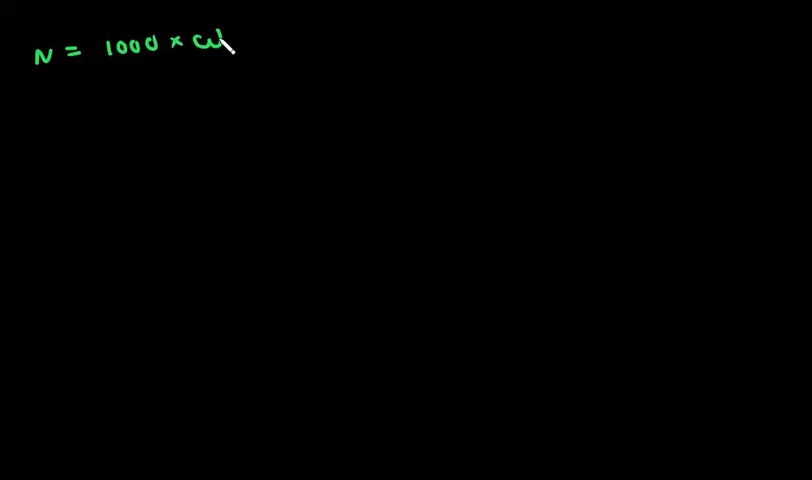 N = 1000 ×